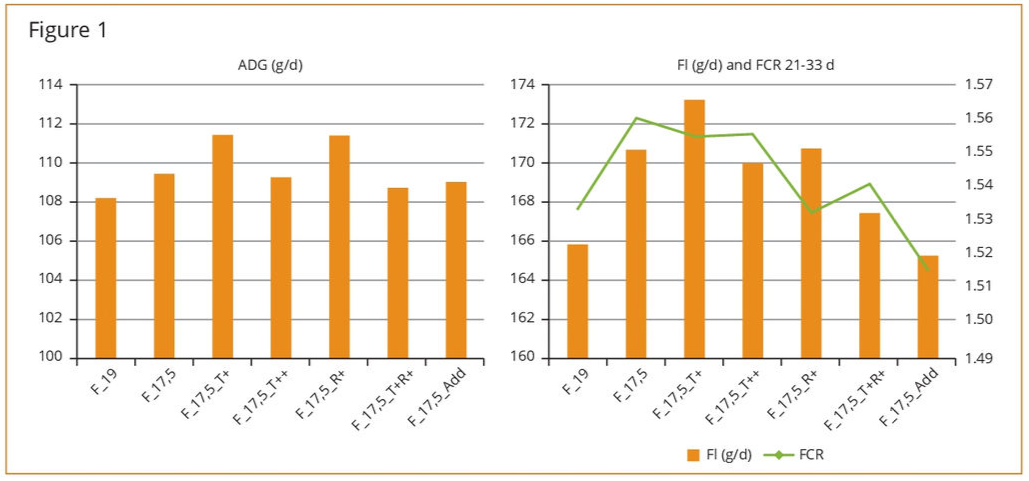 Figure 1
ADG (g/d)
114
112
110
108
106
104
102
100
F_19
F_17,5
F_17,5_T+
F_17,5_T++
F_17,5_R+
F_17,5_T+R+
F_17,5_Add
FI (g/d) and FCR 21-33 d
174
172
170
168
166
164
162
160
1.57
1.56
1.55
1.54
1.53
1.52
1.51
1.50
1.49
F_19
F_17,5
F_17,5_T+
F_17,5_T++
F_17,5_R+
F_17,5_T+R+
F_17,5_Add
FI (g/d)
FCR